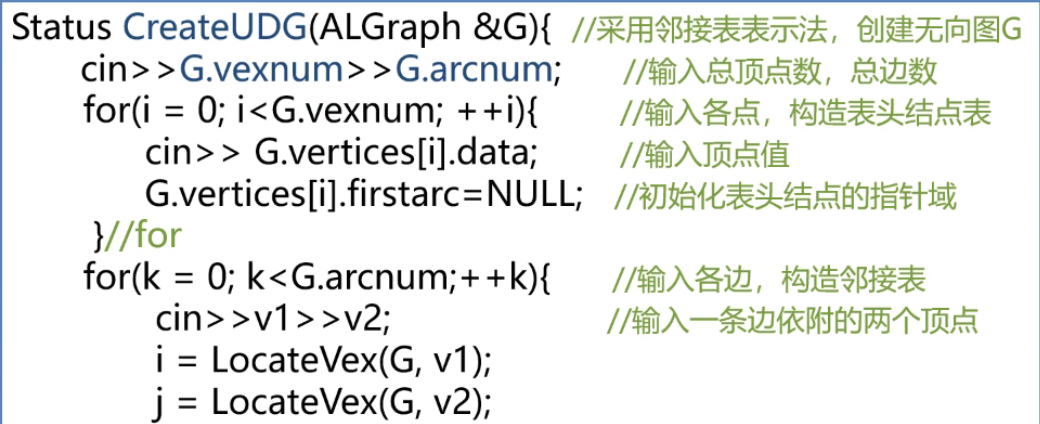 Status CreateUDG(ALGraph &G){ //采用邻接表表示法，创建无向图G
cin>>G.vexnum>>G.arcnum; //输入总顶点数，总边数
for(i = 0; i<G.vexnum; ++i){ //输入各点，构造表头结点表
cin>> G.vertices[i].data; //输入顶点值
G.vertices[i].firstarc=NULL; //初始化表头结点的指针域
}//for
for(k = 0; k<G.arcnum;++k){ //输入各边，构造邻接表
cin>>v1>>v2; //输入一条边依附的两个顶点
i = LocateVex(G, v1);
j = LocateVex(G, v2);